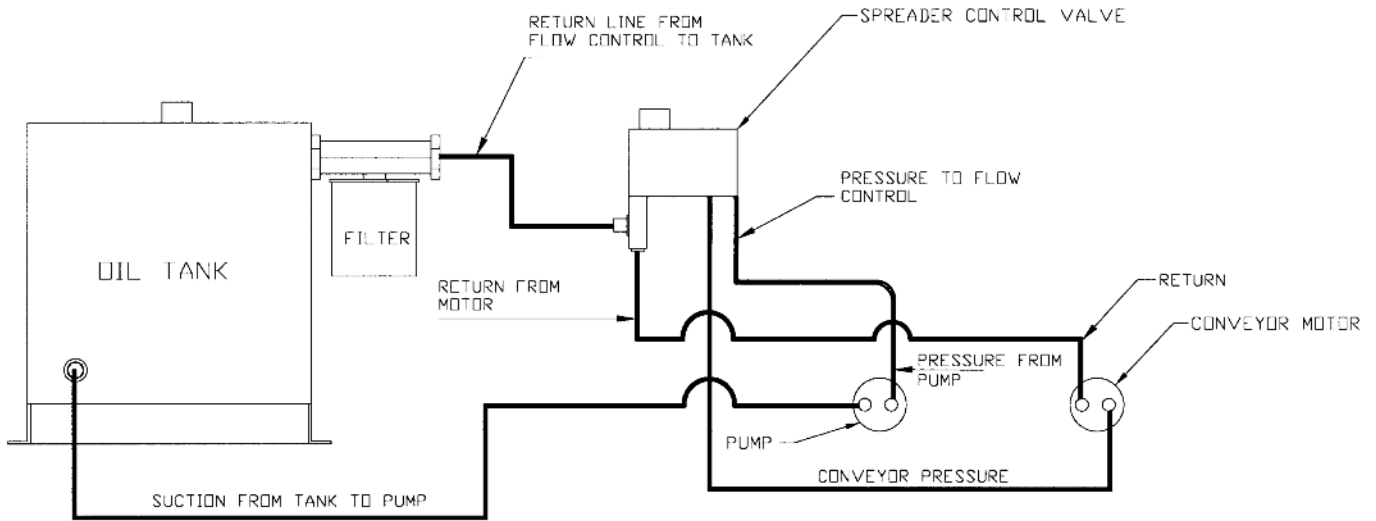 RETURN LINE FROM
FLOW CONTROL TO TANK
SPREADER CONTROL VALVE
PRESSURE TO FLOW
CONTROL
FILTER
OIL TANK
RETURN FROM
MOTOR
RETURN
CONVEYOR MOTOR
PRESSURE FROM
PUMP
PUMP
CONVEYOR PRESSURE
SUCTION FROM TANK TO PUMP